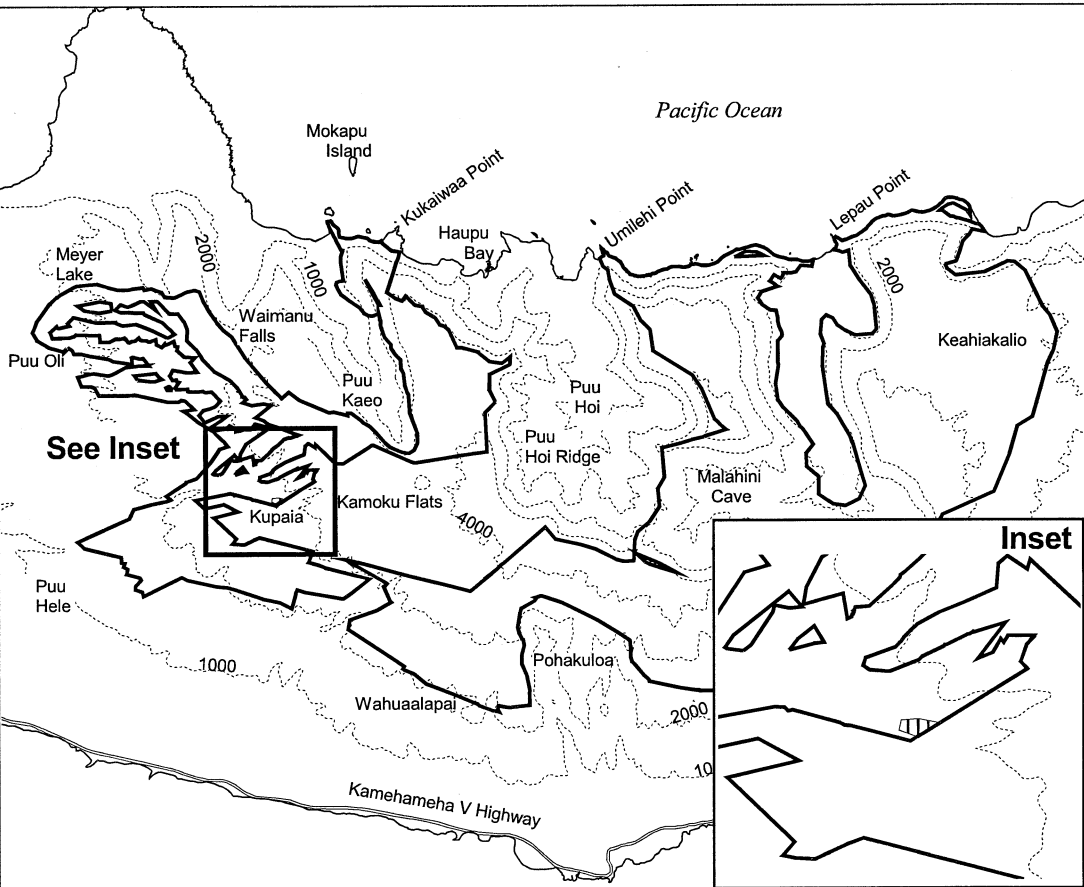 Pacific Ocean
Mokapu
Island
Kukaiwaa Point
Umilehi Point
Lepau Point
Haupu
Bay
Meyer
Lake
2000
1000
2000
Waimanu
Falls
Keahiakalio
Puu Oli
Puu
Kaeo
Puu
Hoi
See Inset
Puu
Hoi Ridge
Malahini
Cave
Kamoku Flats
Kupaia
4000
Inset
Puu
Hele
1000
Pohakuloa
Wahuaalapai
2000
10
Kamehameha V Highway